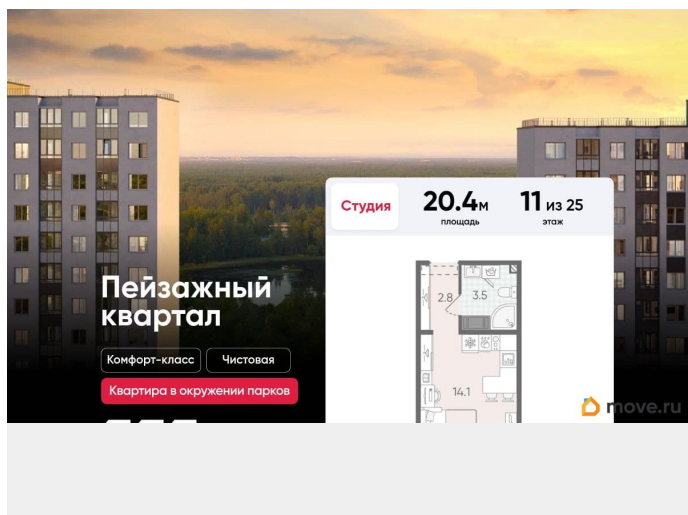 Студия
20.4м
площадь
11 из 25
этаж
Пейзажный
квартал
Комфорт-класс
Чистовая
Квартира в окружении парков
2.8
3.5
14.1
move.ru